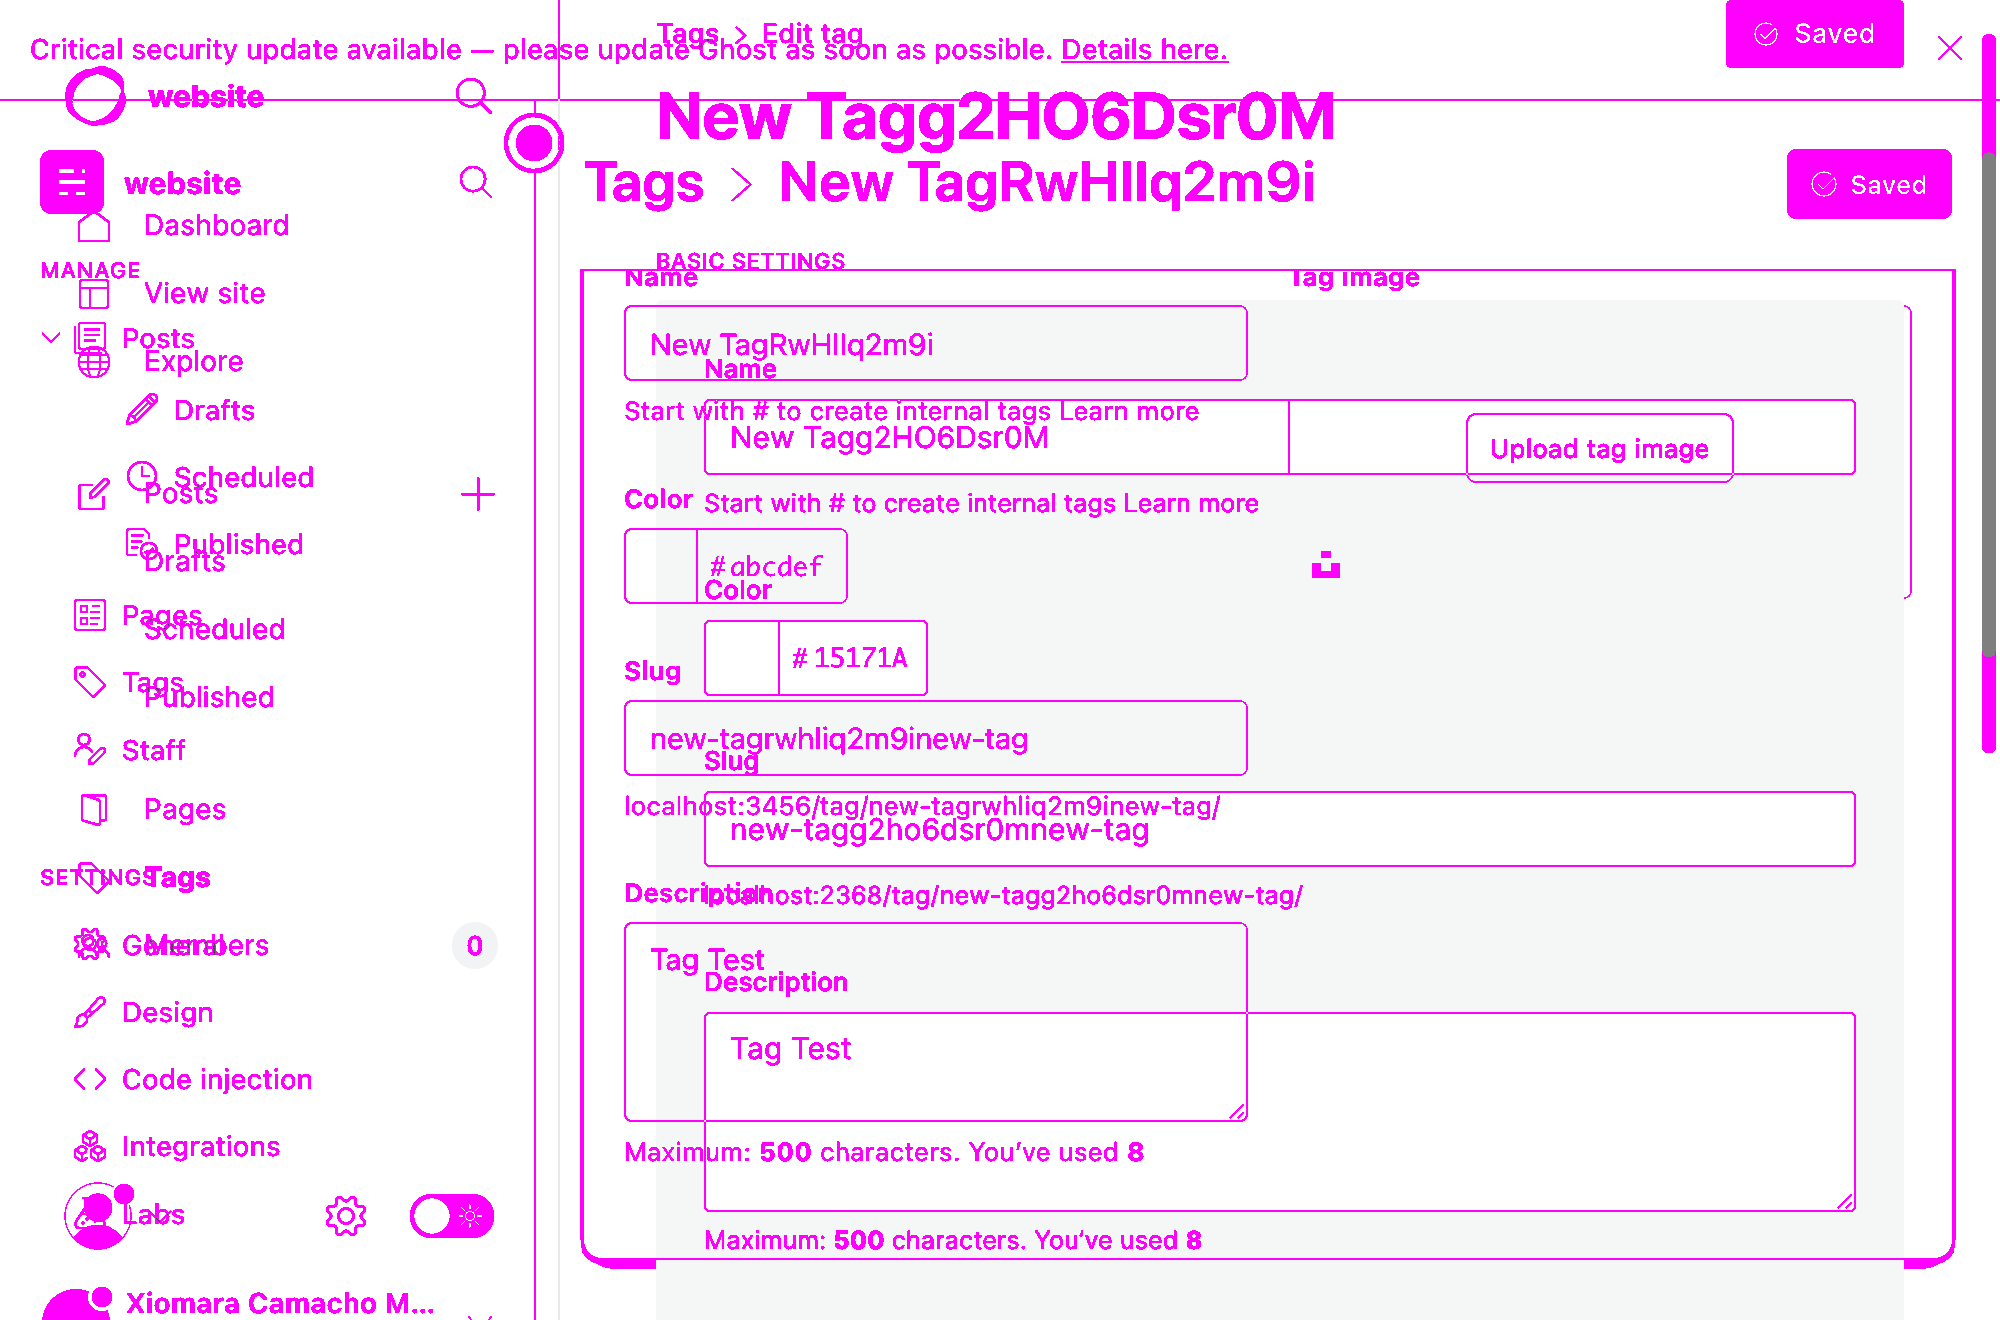 Tags > Edit tag
Saved
Critical security update available — please update Ghost as soon as possible. Details here.
website
New Tagg2HO6Dsr0M
website
Tags > New TagRwHIlq2m9i
Saved
Dashboard
BASIC SETTINGS
MANAGE
Name
Tag image
View site
Posts
New TagRwHIlq2m9i
Explore
Name
Drafts
Start with # to create internal tags Learn more
New Tagg2HO6Dsr0M
Upload tag image
Scheduled
Posts
Color
Start with # to create internal tags Learn more
Published
Drafts
#abcdef
Color
Pages
Scheduled
# 15171A
Slug
Tags
Published
new-tagrwhliq2m9inew-tag
Staff
Slug
Pages
localhost:3456/tag/new-tagrwhliq2m9inew-tag/
new-tagg2ho6dsr0mnew-tag
SETTINGS
Tags
Description
localhost:2368/tag/new-tagg2ho6dsr0mnew-tag/
General
Members
0
Tag Test
Description
Design
Tag Test
Code injection
Integrations
Maximum: 500 characters. You've used 8
Labs
Maximum: 500 characters. You've used 8
Xiomara Camacho M...